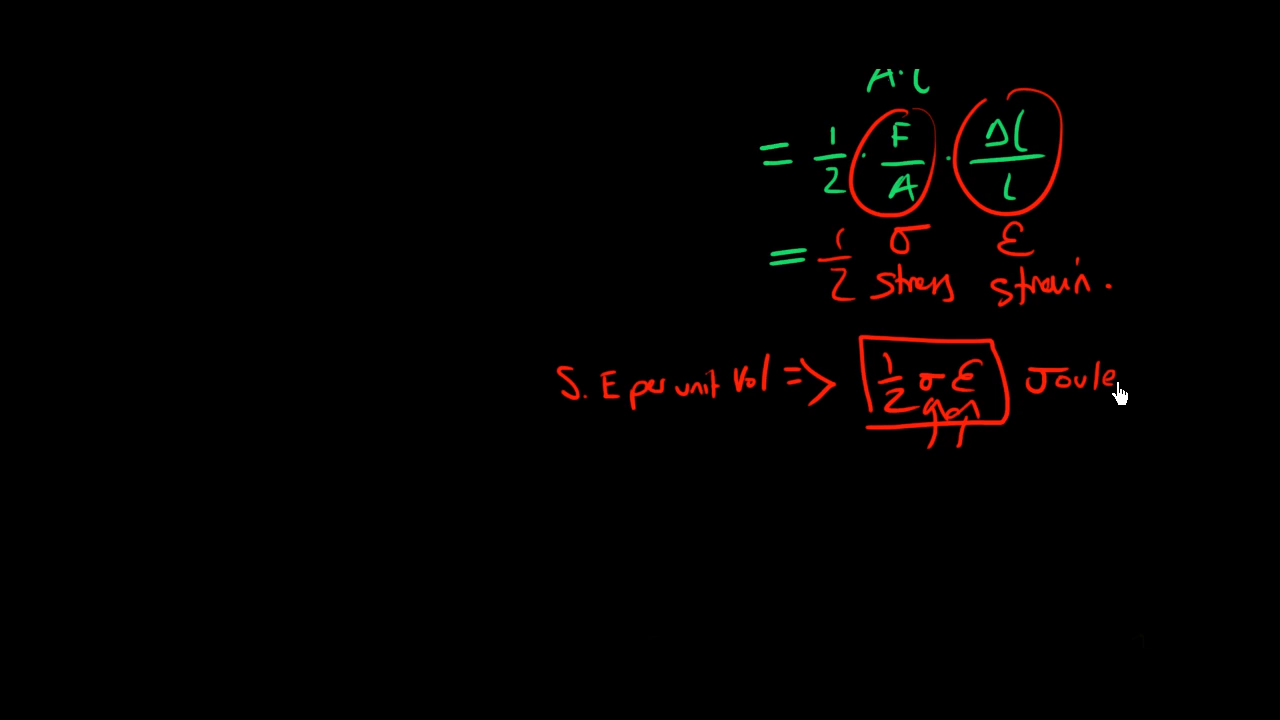 A·l
= 1/2 · F/A · Δl/l
= 1/2 σ ε
stress strain.
S. E per unit Vol => 1/2 σ ε Joule